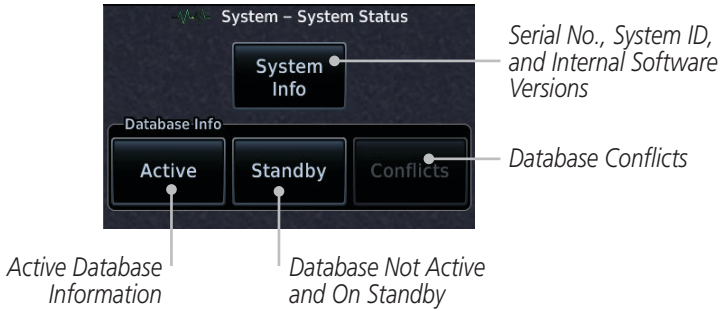 System – System Status
System
Info
Serial No., System ID,
and Internal Software
Versions
Database Info
Active
Standby
Conflicts
Database Conflicts
Active Database
Information
Database Not Active
and On Standby